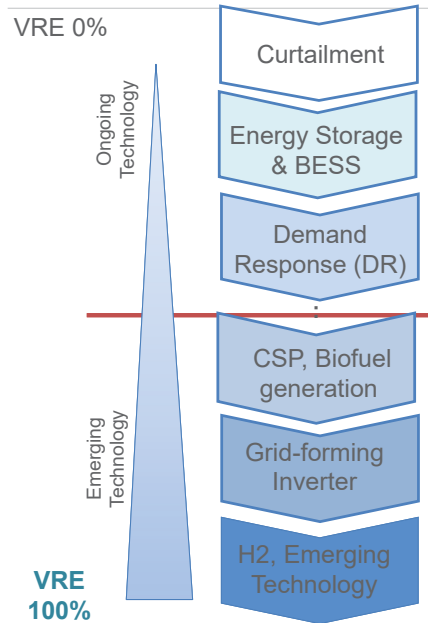 VRE 0%
Curtailment
Ongoing
Technology
Energy Storage
& BESS
Demand
Response (DR)
CSP, Biofuel
generation
Emerging
Technology
Grid-forming
Inverter
H2, Emerging
Technology
VRE
100%